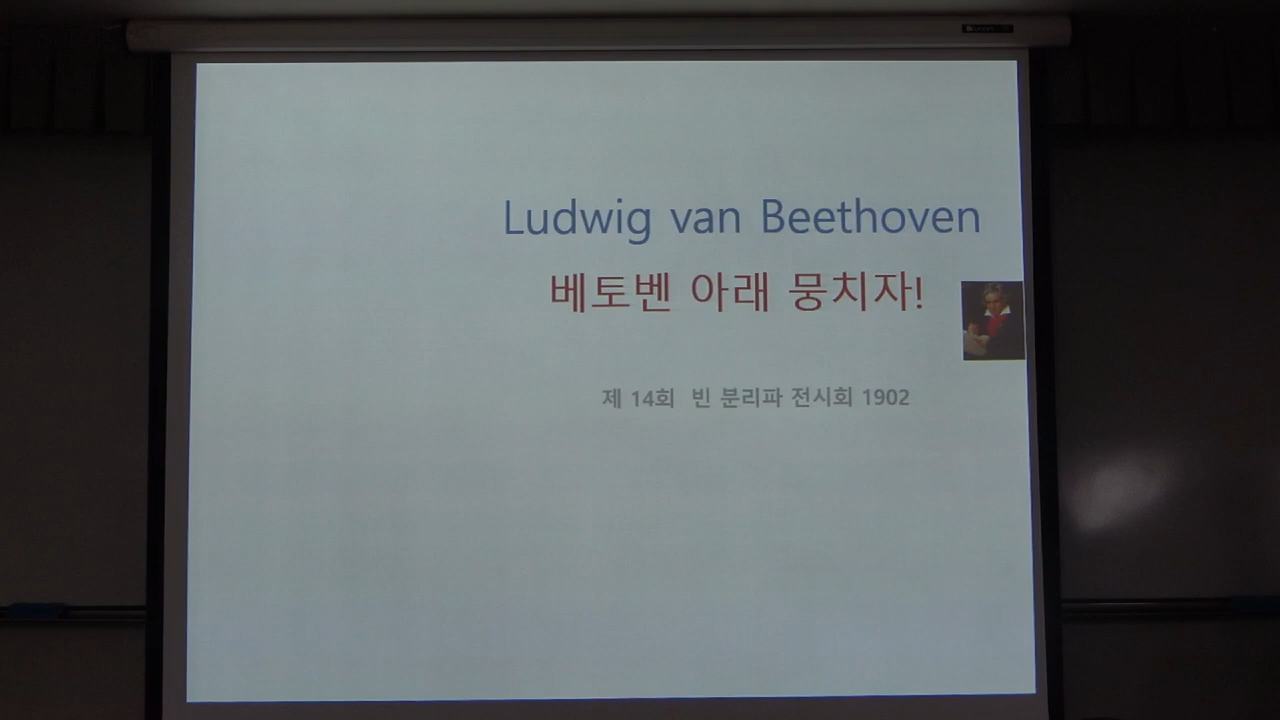 Ludwig van Beethoven
베토벤 아래 뭉치자!
제 14회 빈 분리파 전시회 1902